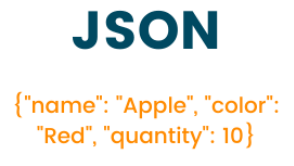 JSON
{"name": "Apple", "color":
"Red", "quantity": 10}